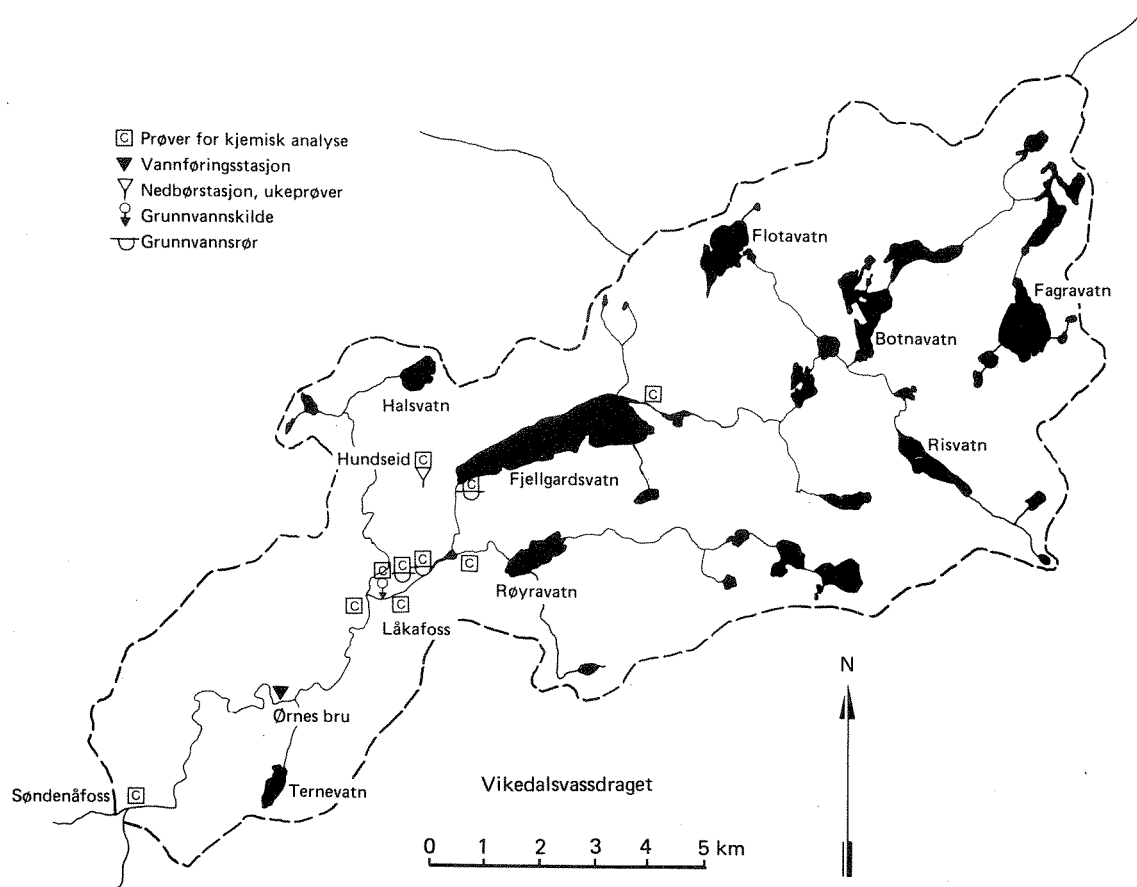 C Prøver for kjemisk analyse
Vannføringsstasjon
Nedbørstasjon, ukeprøver
Grunnvannskilde
Grunnvannsrør
Flotavatn
Fagravatn
Botnavatn
Halsvatn
C
Hundseid C
Risvatn
Fjellgardsvatn
C
C
C
C
C
Røyravatn
C
C
Låkafoss
Ørnes bru
N
Søndenåfoss
C
Ternevatn
Vikedalsvassdraget
0 1 2 3 4 5 km